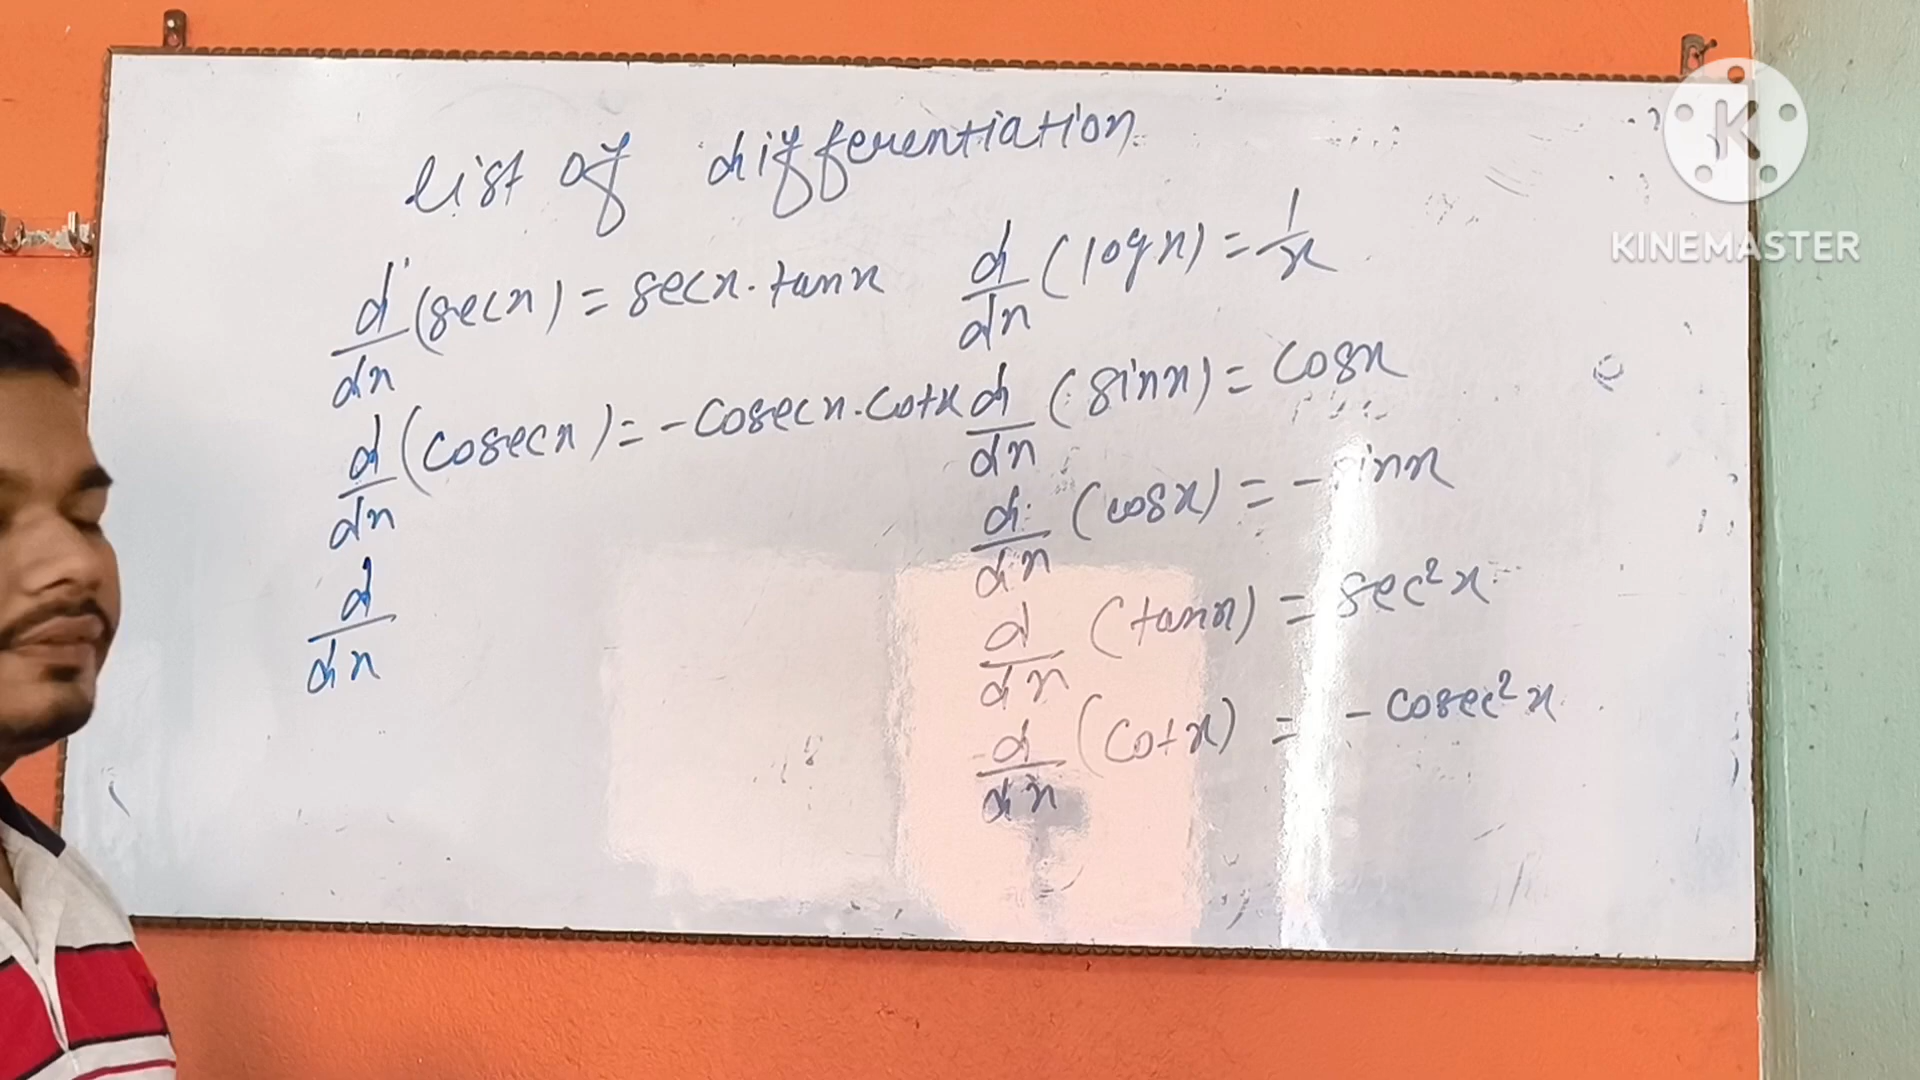 List of differentiation
d/dx (secx) = secx.tanx
d/dx (cosecx) = -cosecx.cotx
d/dx
d/dx (logx) = 1/x
d/dx (sinx) = cosx
d/dx (cosx) = -sinx
d/dx (tanx) = sec²x
d/dx (cotx) = -cosec²x
K
KINEMASTER